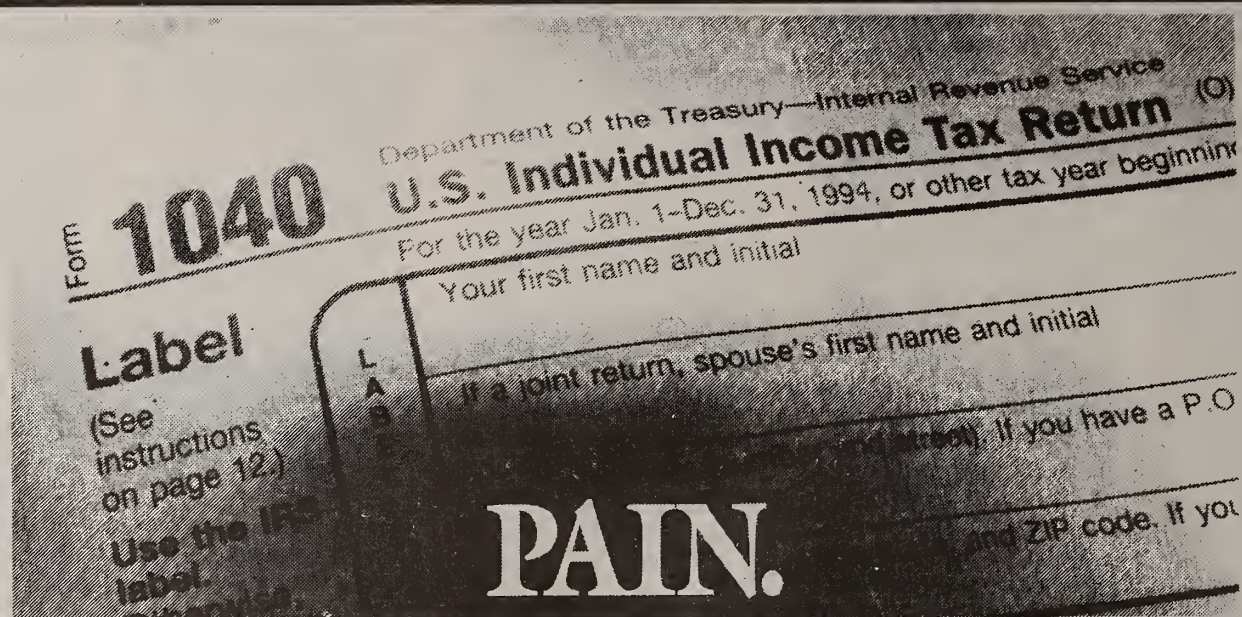 Department of the Treasury—Internal Revenue Service
Form 1040 U.S. Individual Income Tax Return (O)
For the year Jan. 1–Dec. 31, 1994, or other tax year beginning
Your first name and initial
Label
(See
instructions
on page 12.)
L
A
B
E
If a joint return, spouse's first name and initial
and street). If you have a P.O
and ZIP code. If you
Use the IRS
label.
Otherwise,
PAIN.